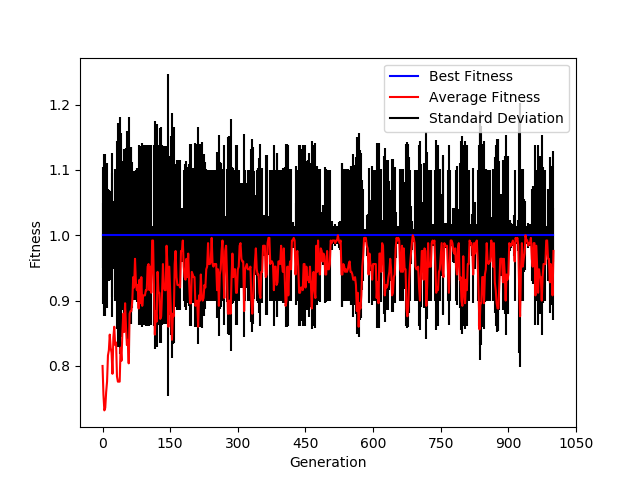 Best Fitness
Average Fitness
Standard Deviation
1.2
1.1
1.0
0.9
0.8
Fitness
0 150 300 450 600 750 900 1050
Generation